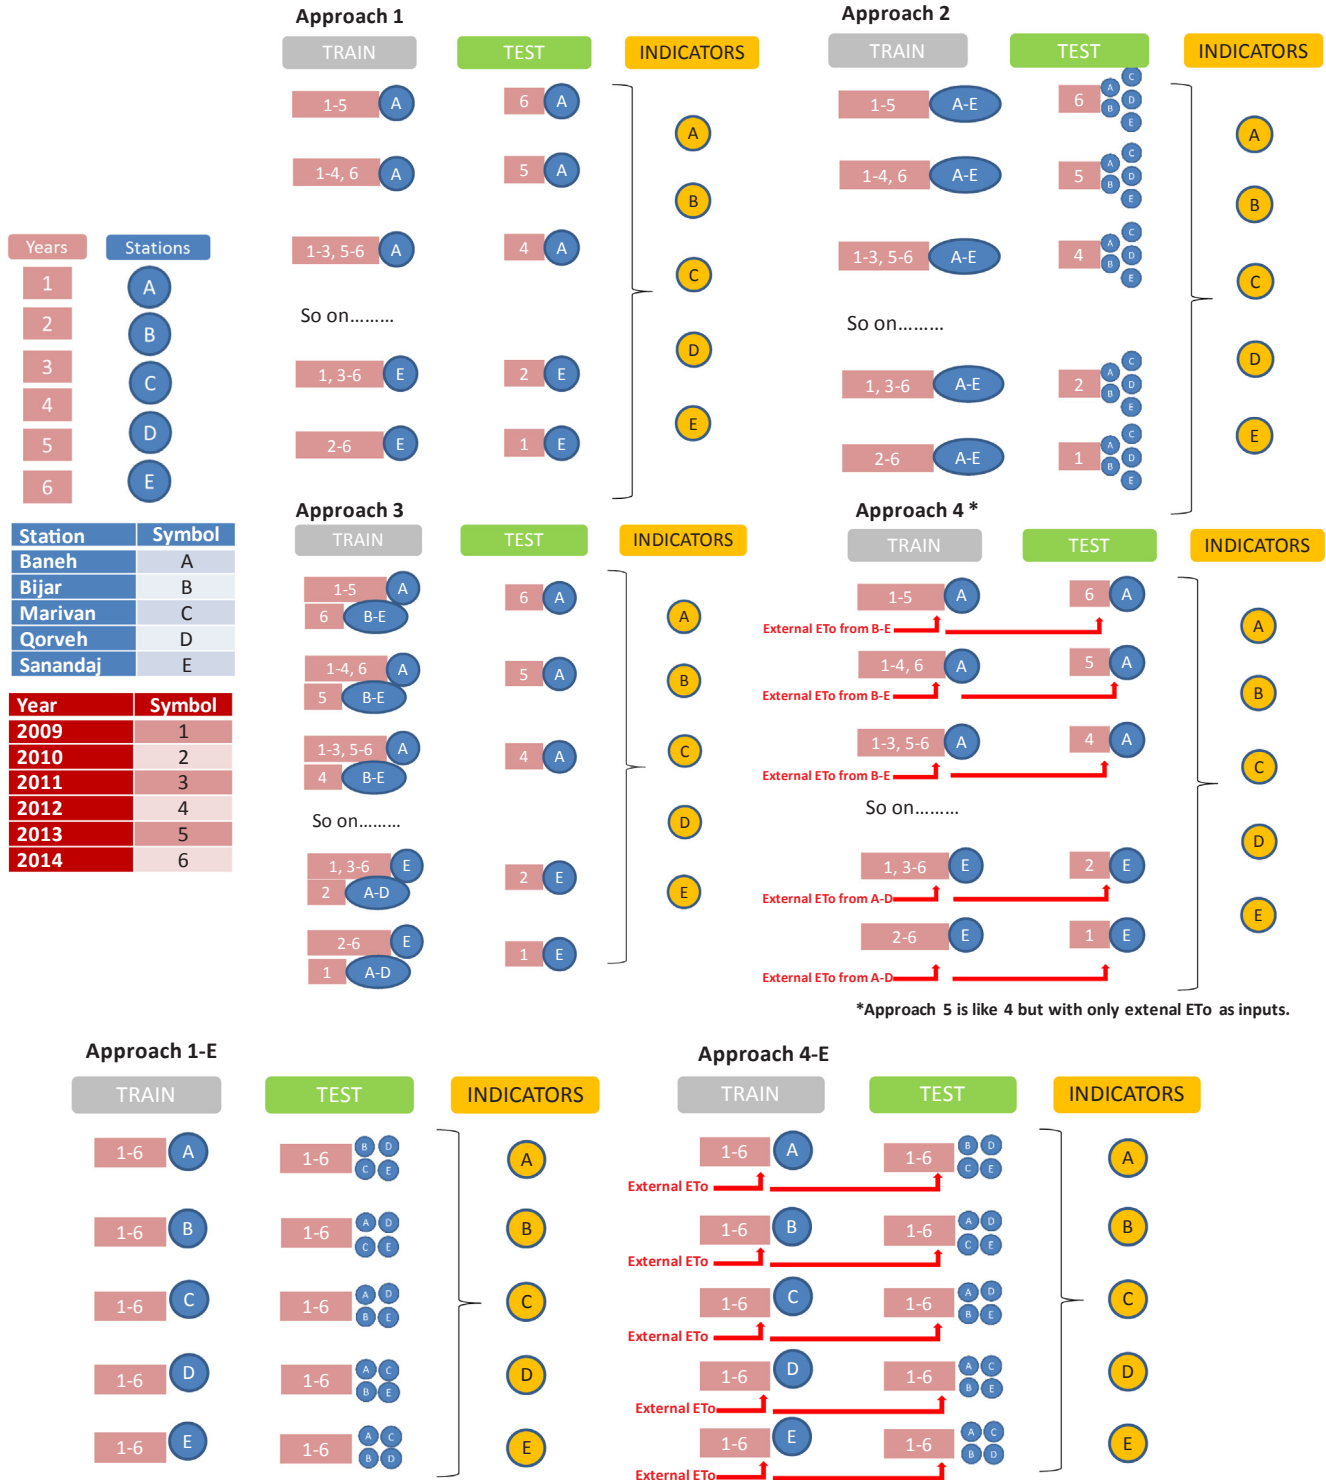 Approach 1
TRAIN
TEST
INDICATORS
1-5 A
6 A
1-4, 6 A
5 A
1-3, 5-6 A
4 A
So on.........
1, 3-6 E
2 E
2-6 E
1 E
A
B
C
D
E
Approach 2
TRAIN
TEST
INDICATORS
1-5 A-E
6 A B C D E
1-4, 6 A-E
5 A B C D E
1-3, 5-6 A-E
4 A B C D E
So on.........
1, 3-6 A-E
2 A B C D E
2-6 A-E
1 A B C D E
A
B
C
D
E
Years
Stations
1
2
3
4
5
6
A
B
C
D
E
Station Symbol
Baneh A
Bijar B
Marivan C
Qorveh D
Sanandaj E
Year Symbol
2009 1
2010 2
2011 3
2012 4
2013 5
2014 6
Approach 3
TRAIN
TEST
INDICATORS
1-5 A
6 B-E
6 A
1-4, 6 A
5 B-E
5 A
1-3, 5-6 A
4 B-E
4 A
So on.........
1, 3-6 E
2 A-D
2 E
2-6 E
1 A-D
1 E
A
B
C
D
E
Approach 4 *
TRAIN
TEST
INDICATORS
1-5 A
6 A
External ETo from B-E
1-4, 6 A
5 A
External ETo from B-E
1-3, 5-6 A
4 A
External ETo from B-E
So on.........
1, 3-6 E
2 E
External ETo from A-D
2-6 E
1 E
External ETo from A-D
A
B
C
D
E
*Approach 5 is like 4 but with only extenal ETo as inputs.
Approach 1-E
TRAIN
TEST
INDICATORS
1-6 A
1-6 B D C E
1-6 B
1-6 A D C E
1-6 C
1-6 A D B E
1-6 D
1-6 A C B E
1-6 E
1-6 A C B D
A
B
C
D
E
Approach 4-E
TRAIN
TEST
INDICATORS
1-6 A
1-6 B D C E
External ETo
1-6 B
1-6 A D C E
External ETo
1-6 C
1-6 A D B E
External ETo
1-6 D
1-6 A C B E
External ETo
1-6 E
1-6 A C B D
External ETo
A
B
C
D
E